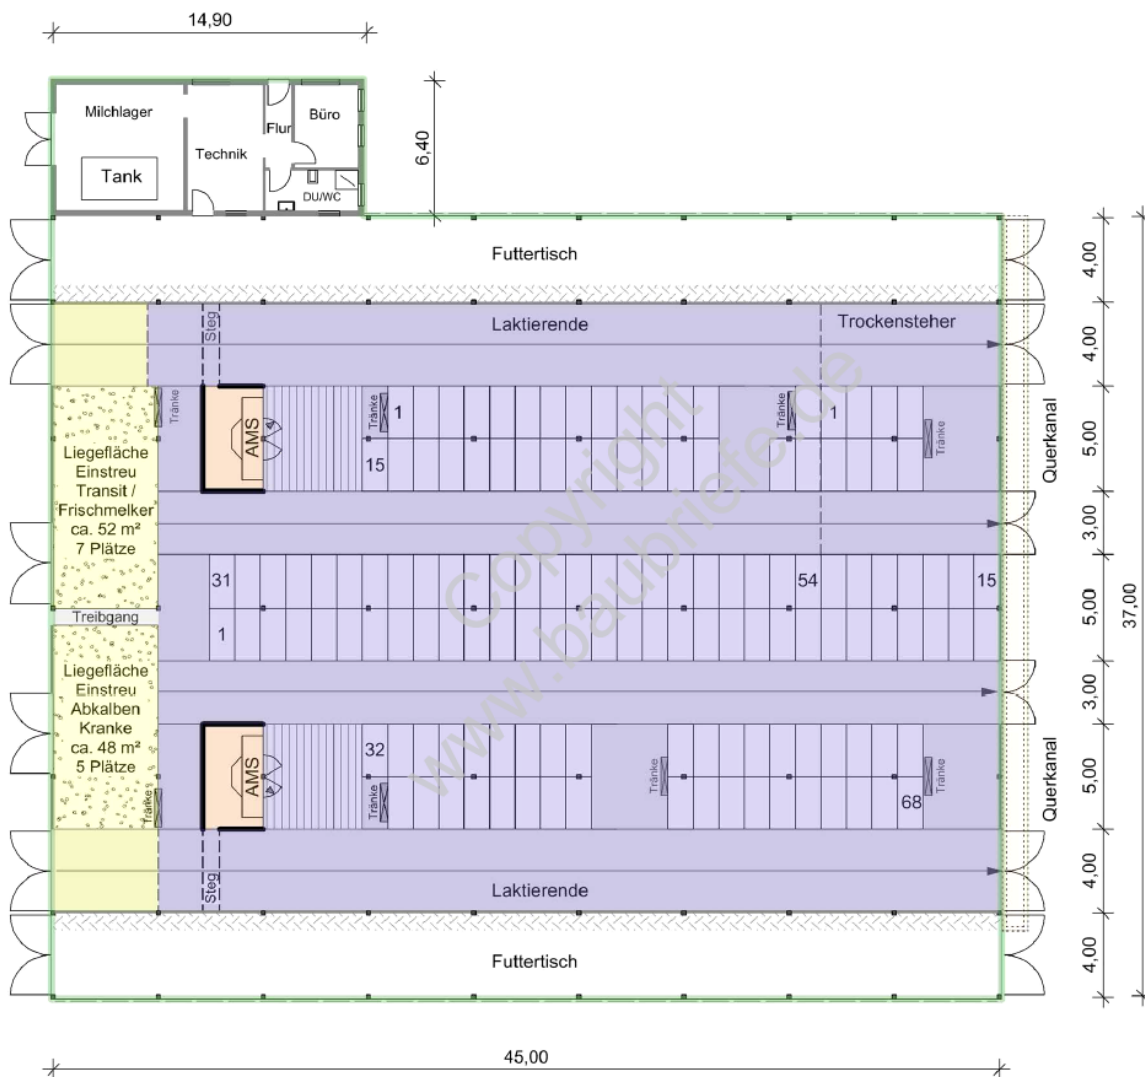 14,90
Milchlager
Büro
Flur
Technik
Tank
DU/WC
6,40
Futtertisch
4,00
Steg
Laktierende
Trockensteher
4,00
Tränke
AMS
Tränke
1
Tränke
1
Tränke
15
Liegefläche
Einstreu
Transit /
Frischmelker
ca. 52 m²
7 Plätze
Querkanal
5,00
3,00
31
54
15
Treibgang
1
5,00
37,00
Liegefläche
Einstreu
Abkalben
Kranke
ca. 48 m²
5 Plätze
3,00
32
AMS
Tränke
Tränke
Tränke
Tränke
68
Querkanal
5,00
Steg
Laktierende
4,00
Futtertisch
4,00
45,00
Copyright
www.baubriefe.de